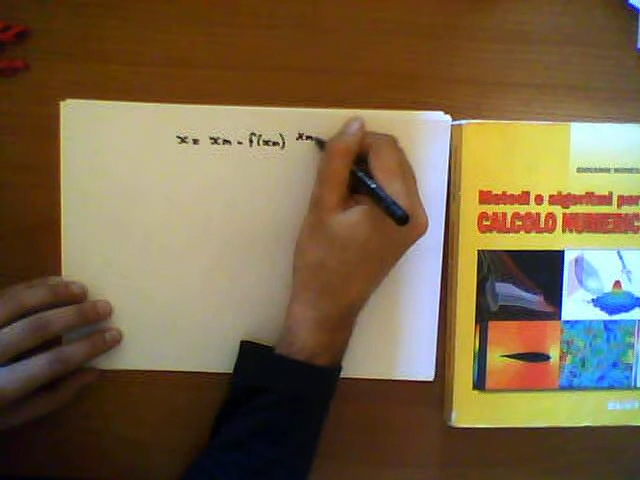 x = xn - f(xn) xn
Metodi e algoritmi per
CALCOLO NUMERIC